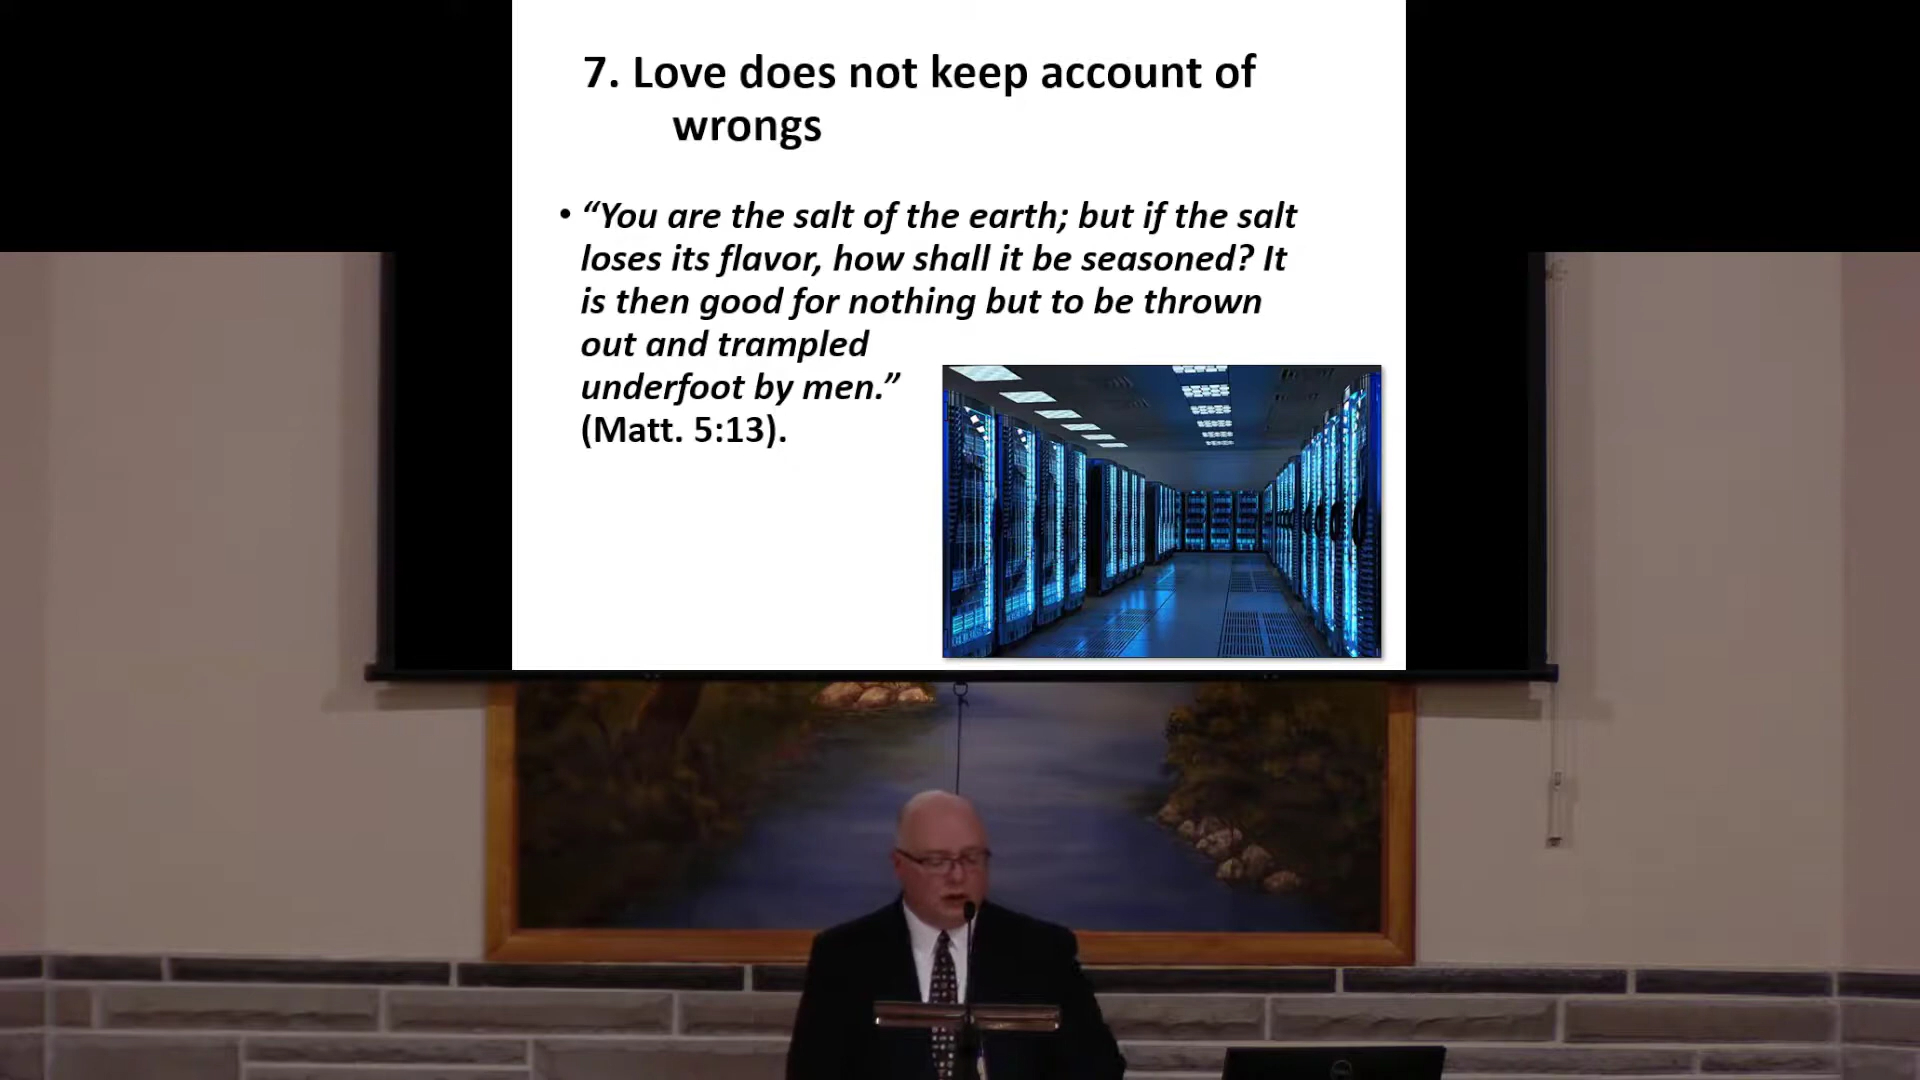 7. Love does not keep account of
wrongs
• “You are the salt of the earth; but if the salt
loses its flavor, how shall it be seasoned? It
is then good for nothing but to be thrown
out and trampled
underfoot by men.”
(Matt. 5:13).